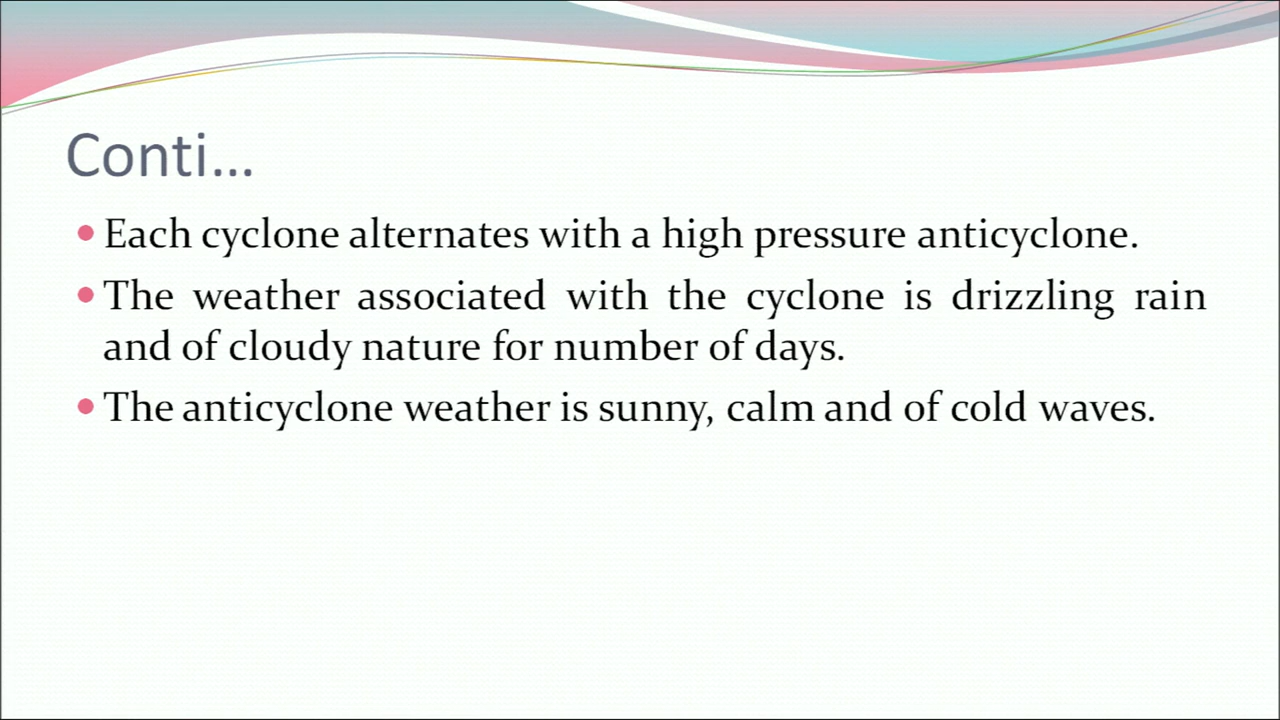 Conti...
• Each cyclone alternates with a high pressure anticyclone.
• The weather associated with the cyclone is drizzling rain
and of cloudy nature for number of days.
• The anticyclone weather is sunny, calm and of cold waves.